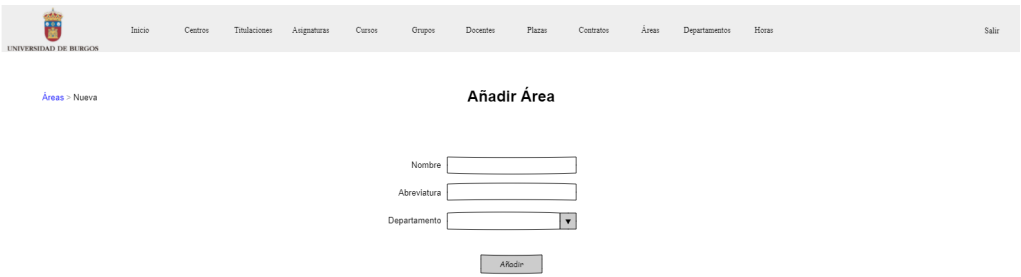 Inicio Centros Titulaciones Asignaturas Cursos Grupos Docentes Plazas Contratos Áreas Departamentos Horas Salir
UNIVERSIDAD DE BURGOS
Áreas > Nueva
Añadir Área
Nombre
Abreviatura
Departamento
Añadir